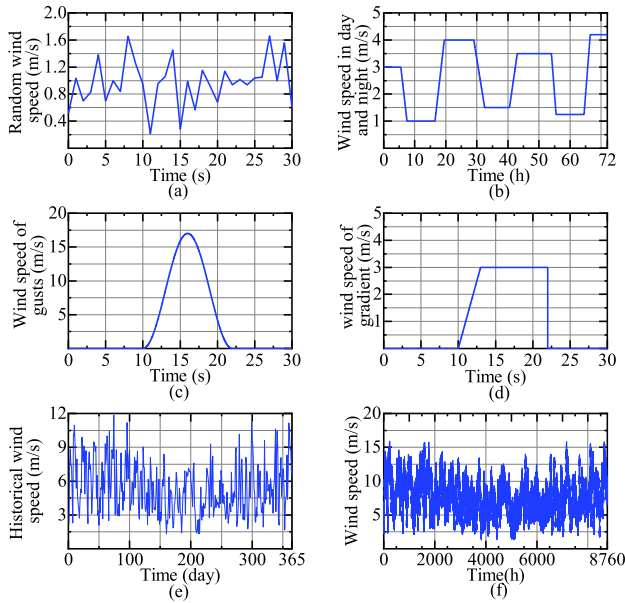 2.0
1.6
1.2
0.8
0.4
Random wind
speed (m/s)
0 5 10 15 20 25 30
Time (s)
(a)
5
4
3
2
1
Wind speed in day
and night (m/s)
0 10 20 30 40 50 60 72
Time (h)
(b)
20
15
10
5
Wind speed of
gusts (m/s)
0 5 10 15 20 25 30
Time (s)
(c)
5
4
3
2
1
wind speed of
gradient (m/s)
0 5 10 15 20 25 30
Time (s)
(d)
12
9
6
3
Historical wind
speed (m/s)
0 100 200 300 365
Time (day)
(e)
20
15
10
5
Wind speed (m/s)
0 2000 4000 6000 8760
Time(h)
(f)